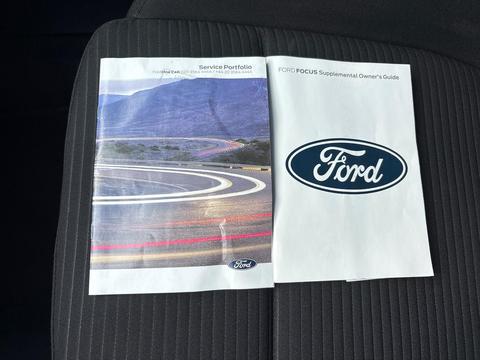 Service Portfolio
Ford
FORD FOCUS Supplemental Owner's Guide
Ford